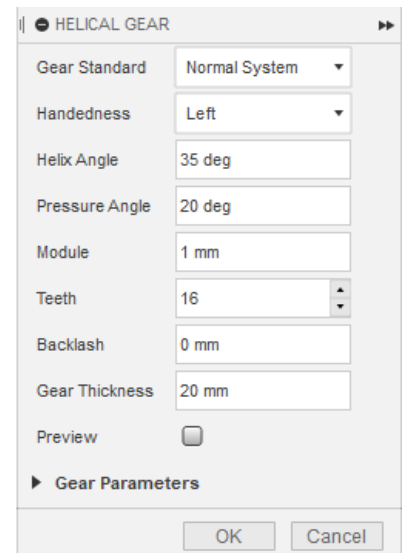 HELICAL GEAR
Gear Standard Normal System
Handedness Left
Helix Angle 35 deg
Pressure Angle 20 deg
Module 1 mm
Teeth 16
Backlash 0 mm
Gear Thickness 20 mm
Preview
Gear Parameters
OK Cancel